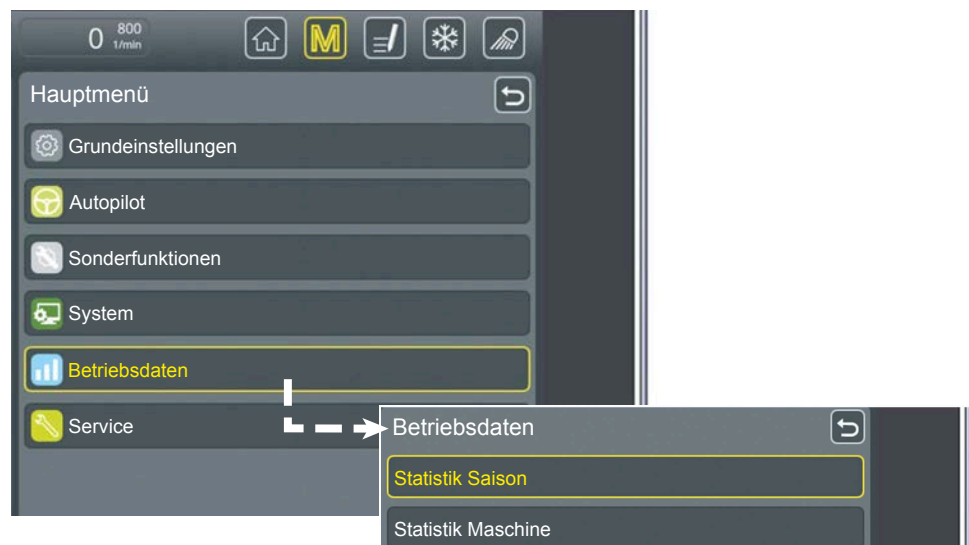 0 800
1/min
M
Hauptmenü
Grundeinstellungen
Autopilot
Sonderfunktionen
System
Betriebsdaten
Service
Betriebsdaten
Statistik Saison
Statistik Maschine